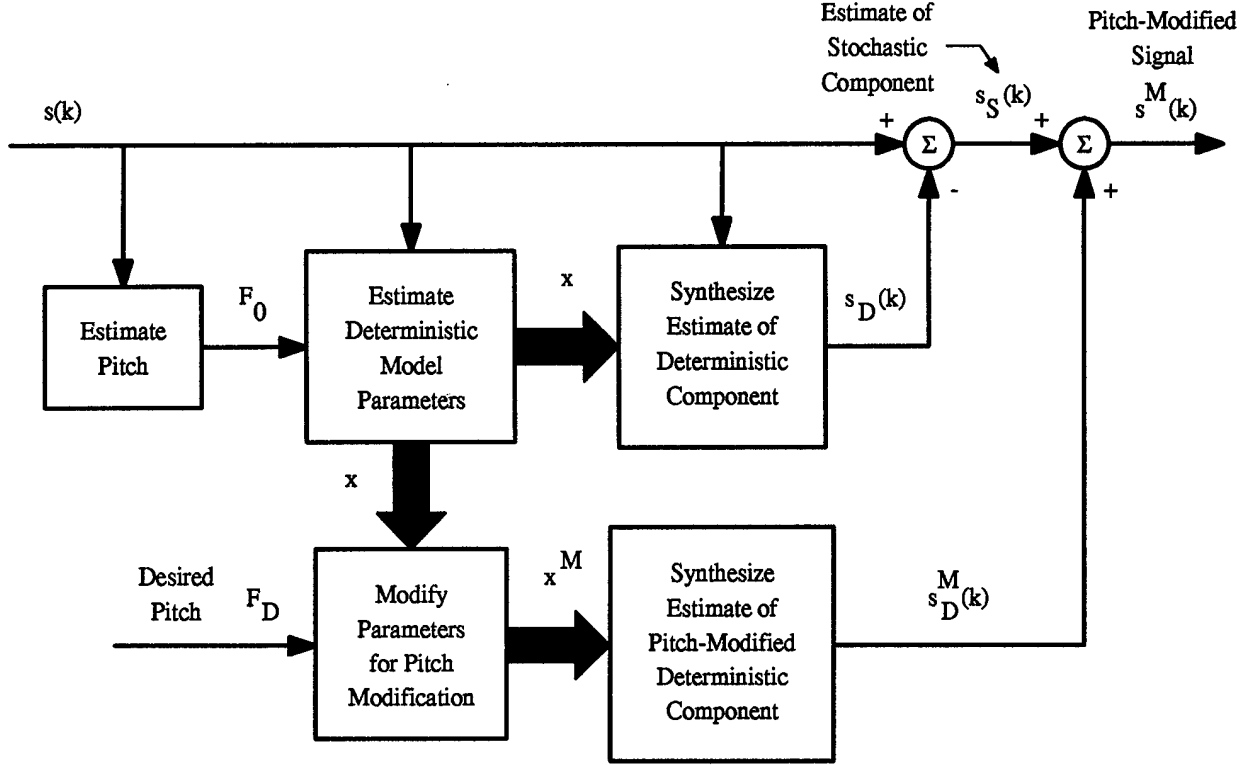 Estimate of
Stochastic
Component
Pitch-Modified
Signal
s(k)
s_S(k)
s^M(k)
+
Σ
+
Σ
-
+
Estimate
Pitch
F_0
Estimate
Deterministic
Model
Parameters
x
Synthesize
Estimate of
Deterministic
Component
s_D(k)
x
Desired
Pitch
F_D
Modify
Parameters
for Pitch
Modification
x^M
Synthesize
Estimate of
Pitch-Modified
Deterministic
Component
s_D^M(k)